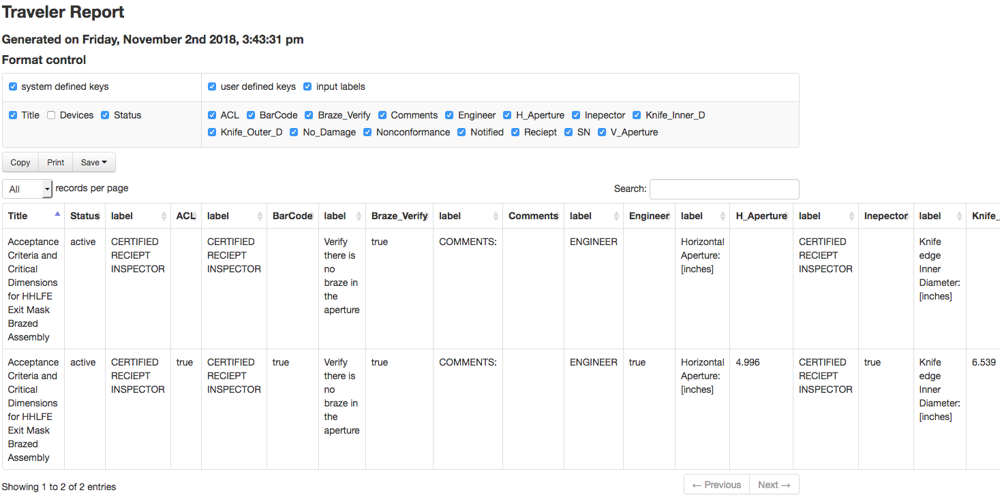 Traveler Report
Generated on Friday, November 2nd 2018, 3:43:31 pm
Format control
system defined keys user defined keys input labels
Title Devices Status ACL BarCode Braze_Verify Comments Engineer H_Aperture Inepector Knife_Inner_D
Knife_Outer_D No_Damage Nonconformance Notified Reciept SN V_Aperture
Copy Print Save
All records per page Search:
Title Status label ACL label BarCode label Braze_Verify label Comments label Engineer label H_Aperture label Inepector label Knife_
Acceptance active CERTIFIED CERTIFIED Verify true COMMENTS: ENGINEER Horizontal CERTIFIED Knife
Criteria and RECIEPT RECIEPT there is Aperture: RECIEPT edge
Critical INSPECTOR INSPECTOR no [inches] INSPECTOR Inner
Dimensions braze in Diameter:
for HHLFE the [inches]
Exit Mask aperture
Brazed
Assembly
Acceptance active CERTIFIED true CERTIFIED true Verify true COMMENTS: ENGINEER true Horizontal 4.996 CERTIFIED true Knife 6.539
Criteria and RECIEPT RECIEPT there is Aperture: RECIEPT edge
Critical INSPECTOR INSPECTOR no [inches] INSPECTOR Inner
Dimensions braze in Diameter:
for HHLFE the [inches]
Exit Mask aperture
Brazed
Assembly
Showing 1 to 2 of 2 entries ← Previous Next →